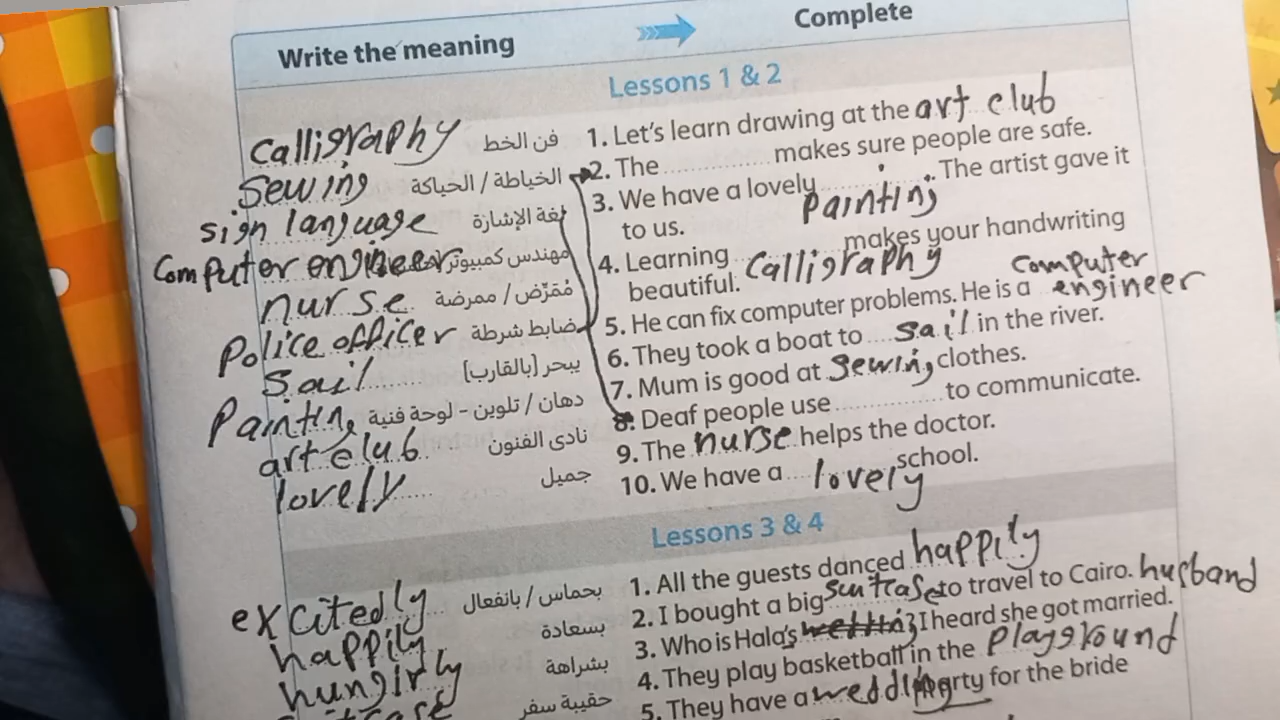 Write the meaning
Complete
Lessons 1 & 2
Calligraphy فن الخط
Sewing الخياطة / الحياكة
sign language لغة الإشارة
Computer engineer مهندس كمبيوتر
nurse مُمَرِّض / ممرضة
Police officer ضابط شرطة
Sail يبحر (بالقارب)
Painting دهان / تلوين - لوحة فنية
art club نادى الفنون
lovely جميل
1. Let's learn drawing at the art club
2. The makes sure people are safe.
3. We have a lovely painting. The artist gave it
to us.
4. Learning Calligraphy makes your handwriting
beautiful.
5. He can fix computer problems. He is a computer engineer
6. They took a boat to sail in the river.
7. Mum is good at sewing clothes.
8. Deaf people use to communicate.
9. The nurse helps the doctor.
10. We have a lovely school.
Lessons 3 & 4
excitedly بحماس / بانفعال
happily بسعادة
hungirly بشراهة
حقيبة سفر
1. All the guests danced happily
2. I bought a big suitcase to travel to Cairo.
3. Who is Hala's husband I heard she got married.
4. They play basketball in the playground
5. They have a wedding party for the bride